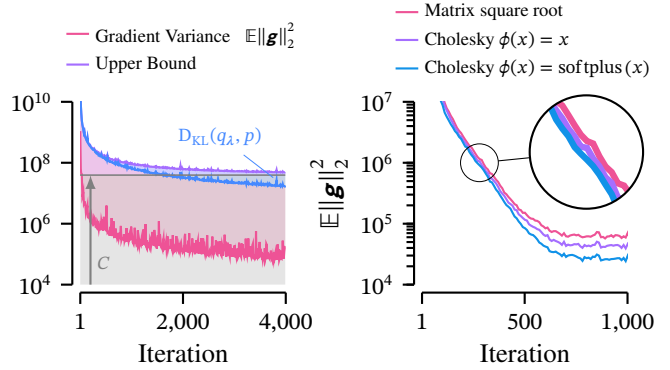 Gradient Variance 𝔼||𝒈||₂²
Upper Bound
10¹⁰
10⁸
10⁶
10⁴
D_KL(q_λ, p)
C
1
2,000
4,000
Iteration
Matrix square root
Cholesky ϕ(x) = x
Cholesky ϕ(x) = softplus(x)
𝔼||𝒈||₂²
10⁷
10⁶
10⁵
10⁴
1
500
1,000
Iteration